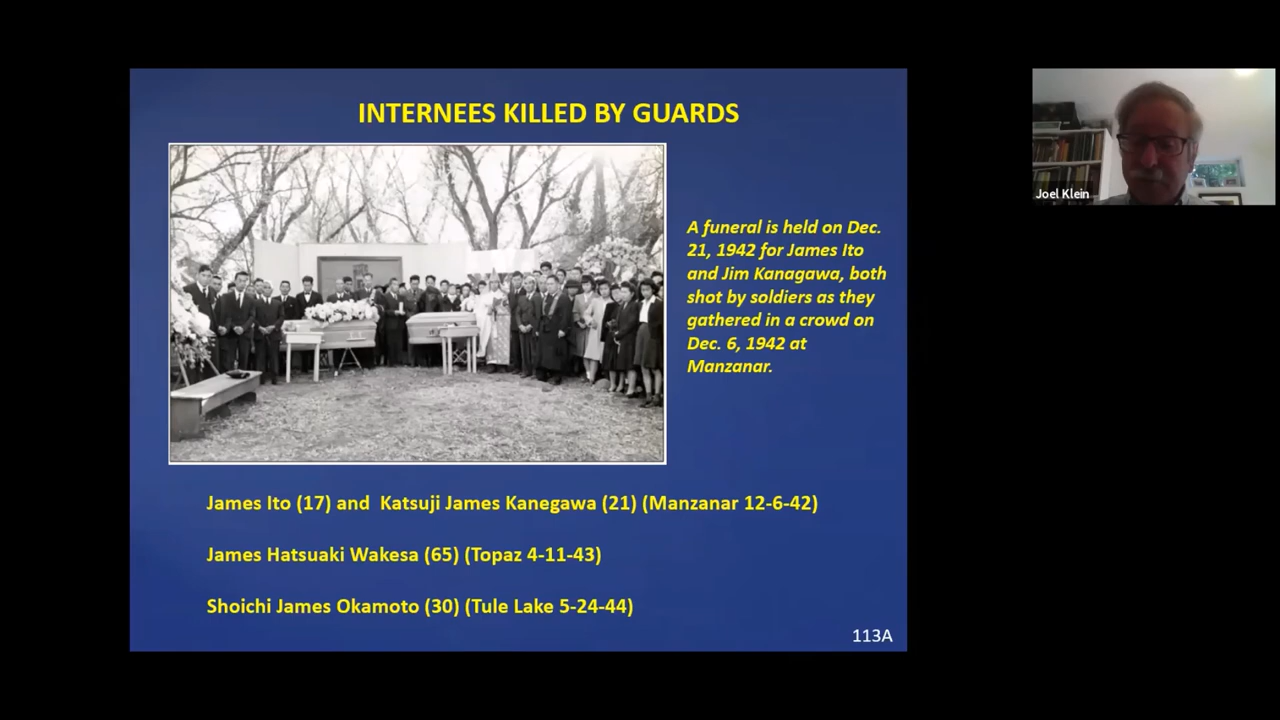 INTERNEES KILLED BY GUARDS
A funeral is held on Dec.
21, 1942 for James Ito
and Jim Kanagawa, both
shot by soldiers as they
gathered in a crowd on
Dec. 6, 1942 at
Manzanar.
James Ito (17) and Katsuji James Kanegawa (21) (Manzanar 12-6-42)
James Hatsuaki Wakesa (65) (Topaz 4-11-43)
Shoichi James Okamoto (30) (Tule Lake 5-24-44)
113A
Joel Klein